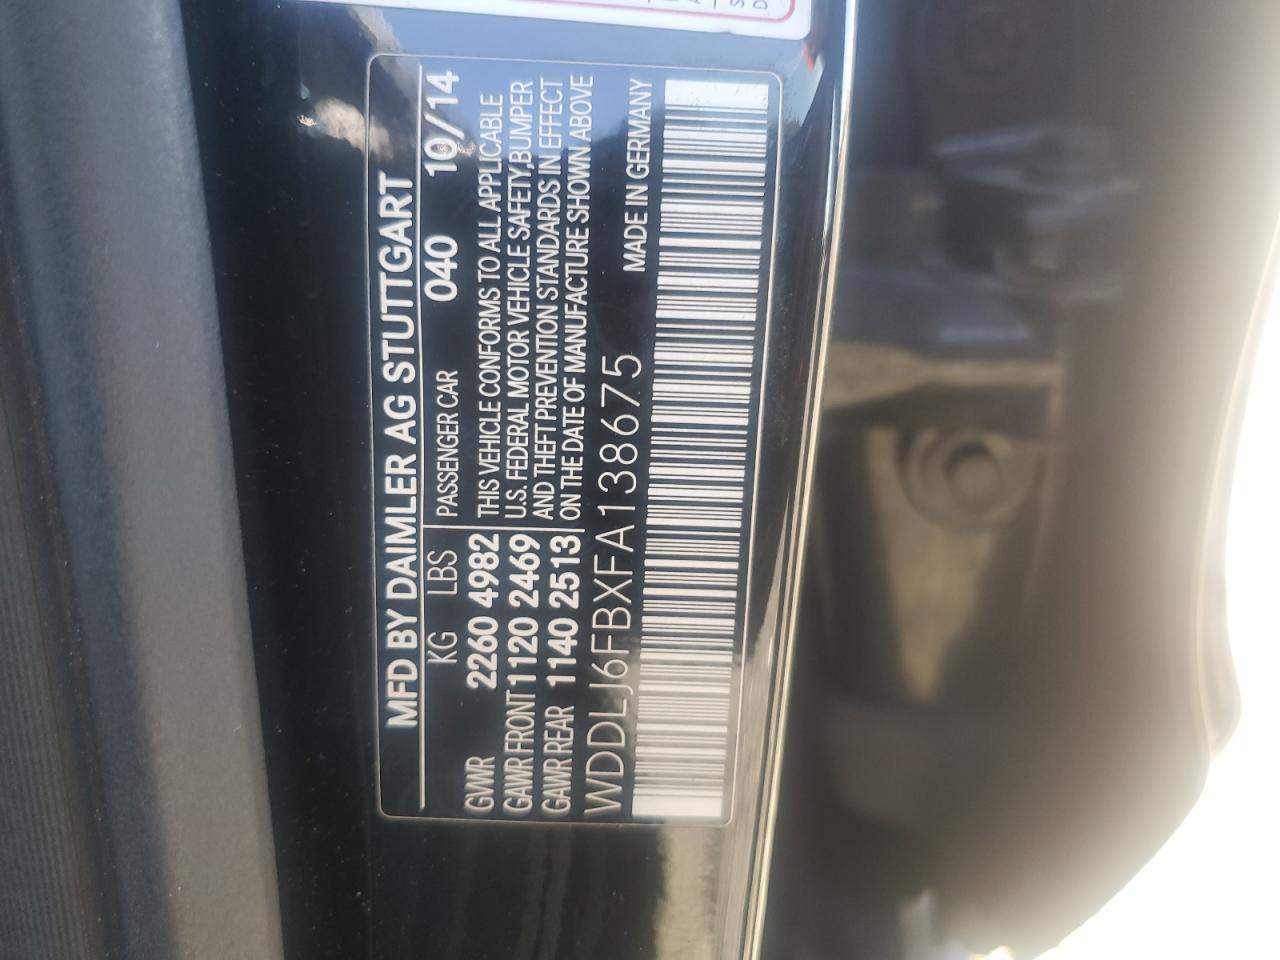 MFD BY DAIMLER AG STUTTGART
KG LBS PASSENGER CAR 040 10/14
GVWR 2260 4982 THIS VEHICLE CONFORMS TO ALL APPLICABLE
GAWR FRONT 1120 2469 U.S. FEDERAL MOTOR VEHICLE SAFETY,BUMPER
GAWR REAR 1140 2513 AND THEFT PREVENTION STANDARDS IN EFFECT
ON THE DATE OF MANUFACTURE SHOWN ABOVE
WDDLJ6FBXFA138675 MADE IN GERMANY